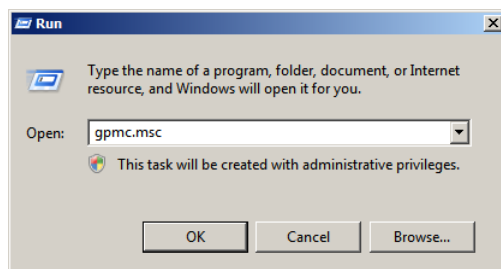 Run
Type the name of a program, folder, document, or Internet
resource, and Windows will open it for you.
Open: gpmc.msc
This task will be created with administrative privileges.
OK Cancel Browse...